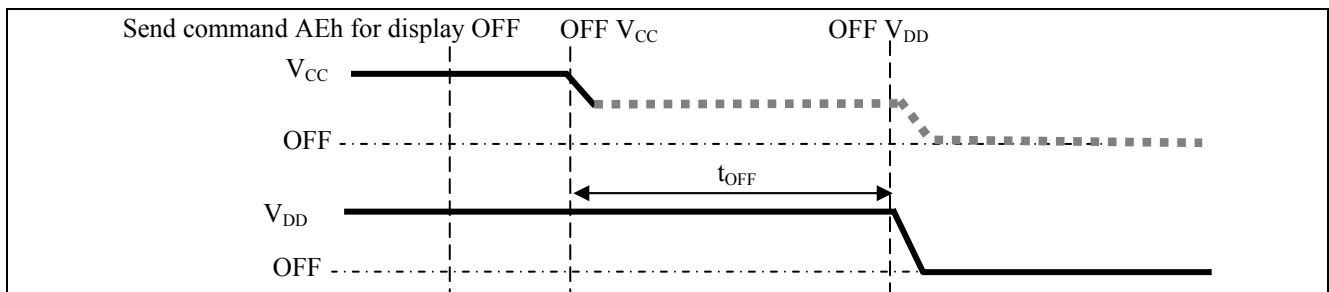 Send command AEh for display OFF OFF VCC OFF VDD
VCC
OFF
tOFF
VDD
OFF